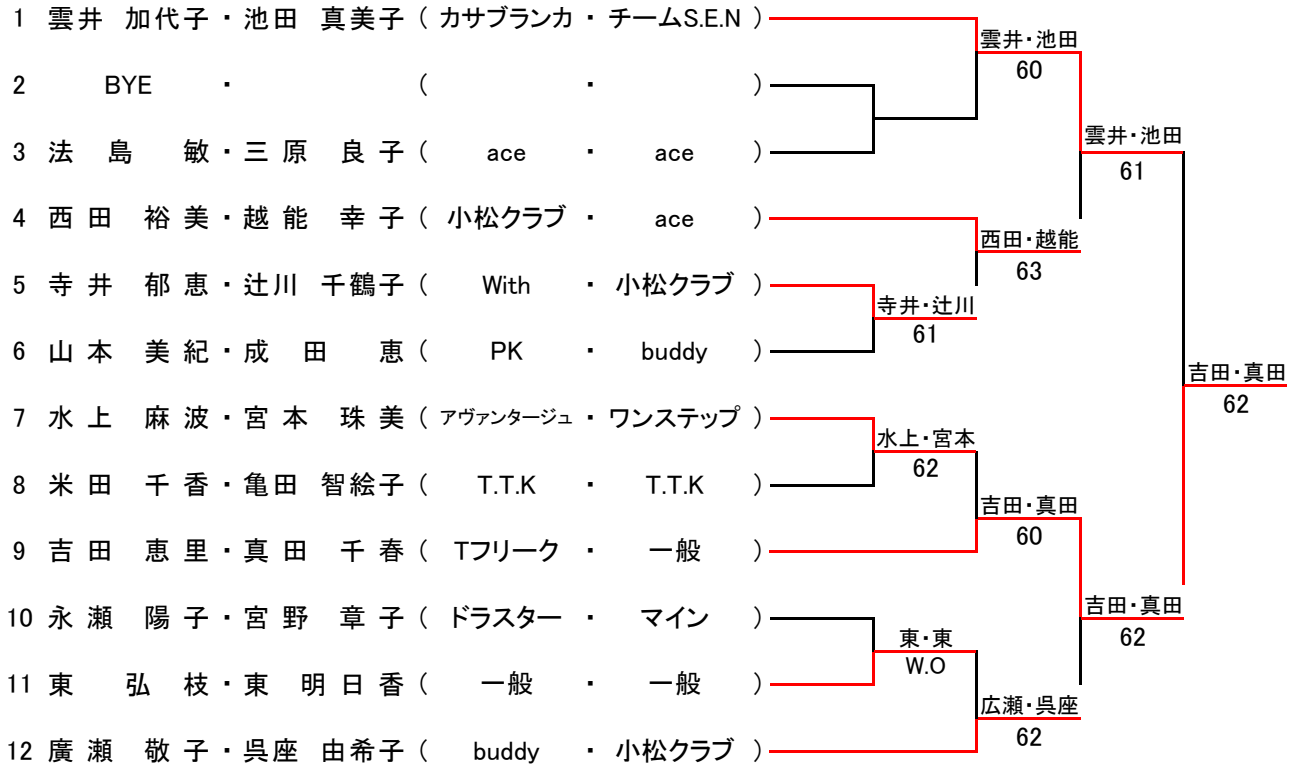 1 雲井 加代子・池田 真美子 ( カサブランカ ・ チームS.E.N )
雲井・池田
60
2 BYE ・ ( ・ )
雲井・池田
61
3 法島 敏・三原 良子 ( ace ・ ace )
4 西田 裕美・越能 幸子 ( 小松クラブ ・ ace )
西田・越能
63
5 寺井 郁恵・辻川 千鶴子 ( With ・ 小松クラブ )
寺井・辻川
61
6 山本 美紀・成田 恵 ( PK ・ buddy )
吉田・真田
62
7 水上 麻波・宮本 珠美 ( アヴァンタージュ ・ ワンステップ )
水上・宮本
62
8 米田 千香・亀田 智絵子 ( T.T.K ・ T.T.K )
吉田・真田
60
9 吉田 恵里・真田 千春 ( Tフリーク ・ 一般 )
10 永瀬 陽子・宮野 章子 ( ドラスター ・ マイン )
吉田・真田
62
東・東
W.O
11 東 弘枝・東 明日香 ( 一般 ・ 一般 )
広瀬・呉座
62
12 廣瀬 敬子・呉座 由希子 ( buddy ・ 小松クラブ )